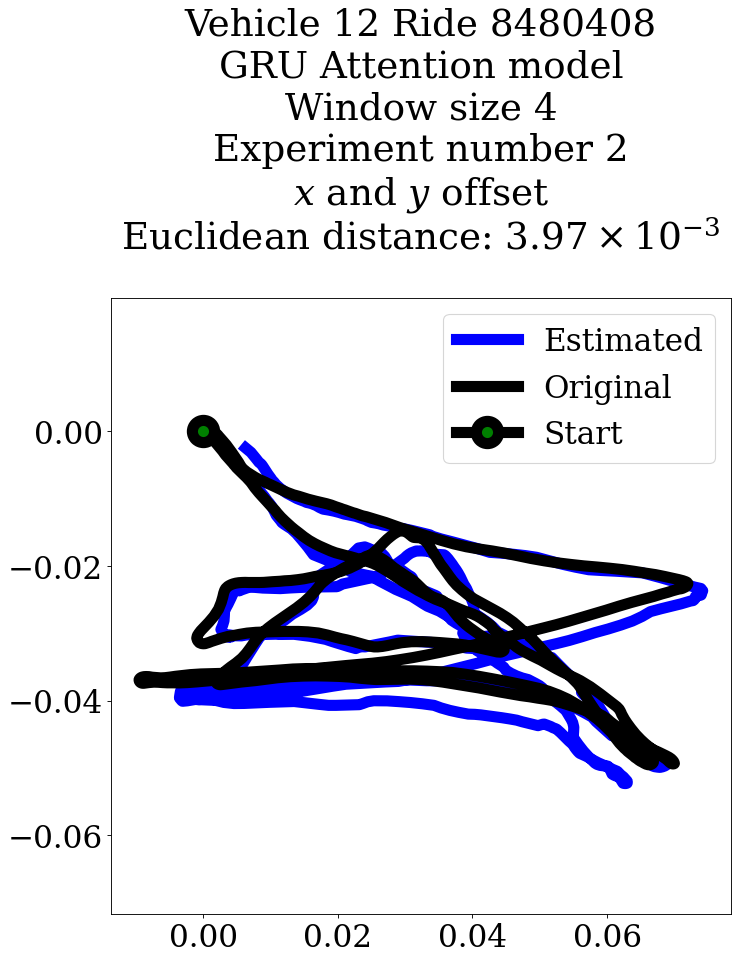 Vehicle 12 Ride 8480408
GRU Attention model
Window size 4
Experiment number 2
x and y offset
Euclidean distance: 3.97 × 10⁻³
Estimated
Original
Start
0.00
−0.02
−0.04
−0.06
0.00 0.02 0.04 0.06